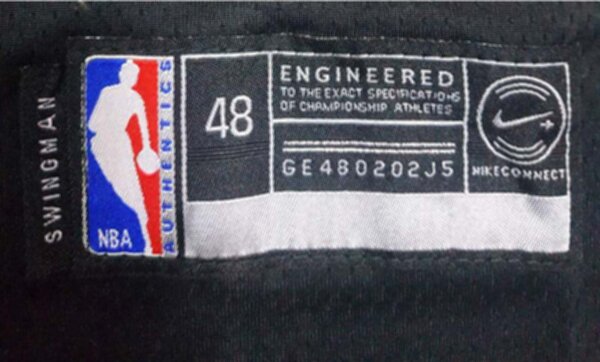 SWINGMAN
NBA
AUTHENTICS
48
ENGINEERED
TO THE EXACT SPECIFICATIONS
OF CHAMPIONSHIP ATHLETES
GE480202J5
NIKECONNECT